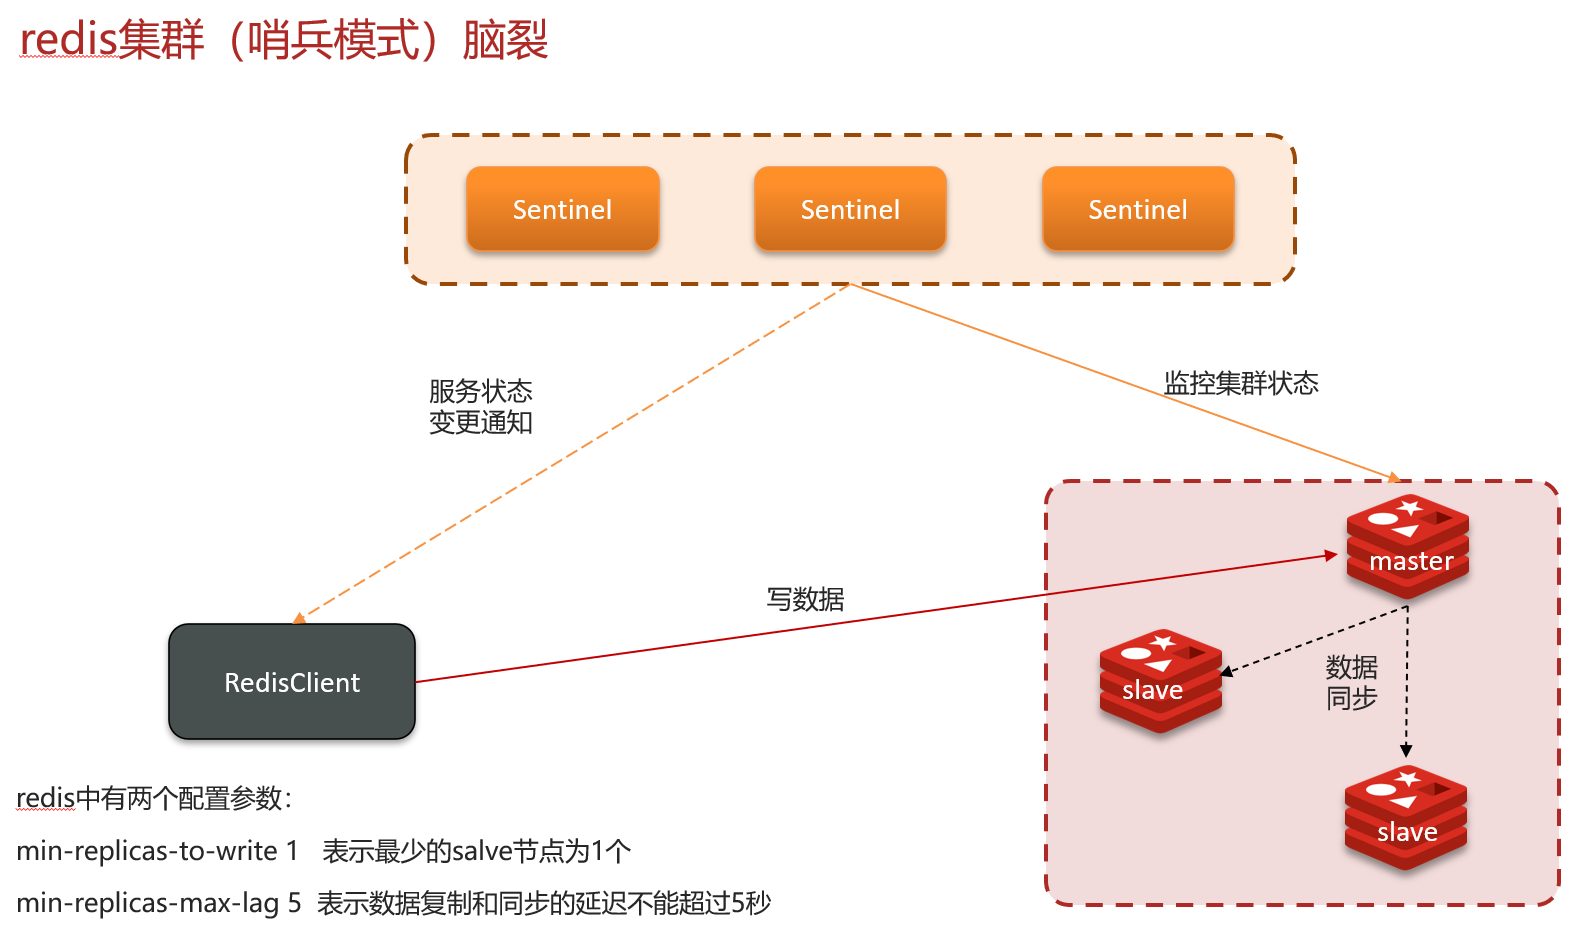 redis集群（哨兵模式）脑裂
Sentinel
Sentinel
Sentinel
服务状态
变更通知
监控集群状态
master
写数据
slave
数据
同步
RedisClient
slave
redis中有两个配置参数：
min-replicas-to-write 1 表示最少的salve节点为1个
min-replicas-max-lag 5 表示数据复制和同步的延迟不能超过5秒